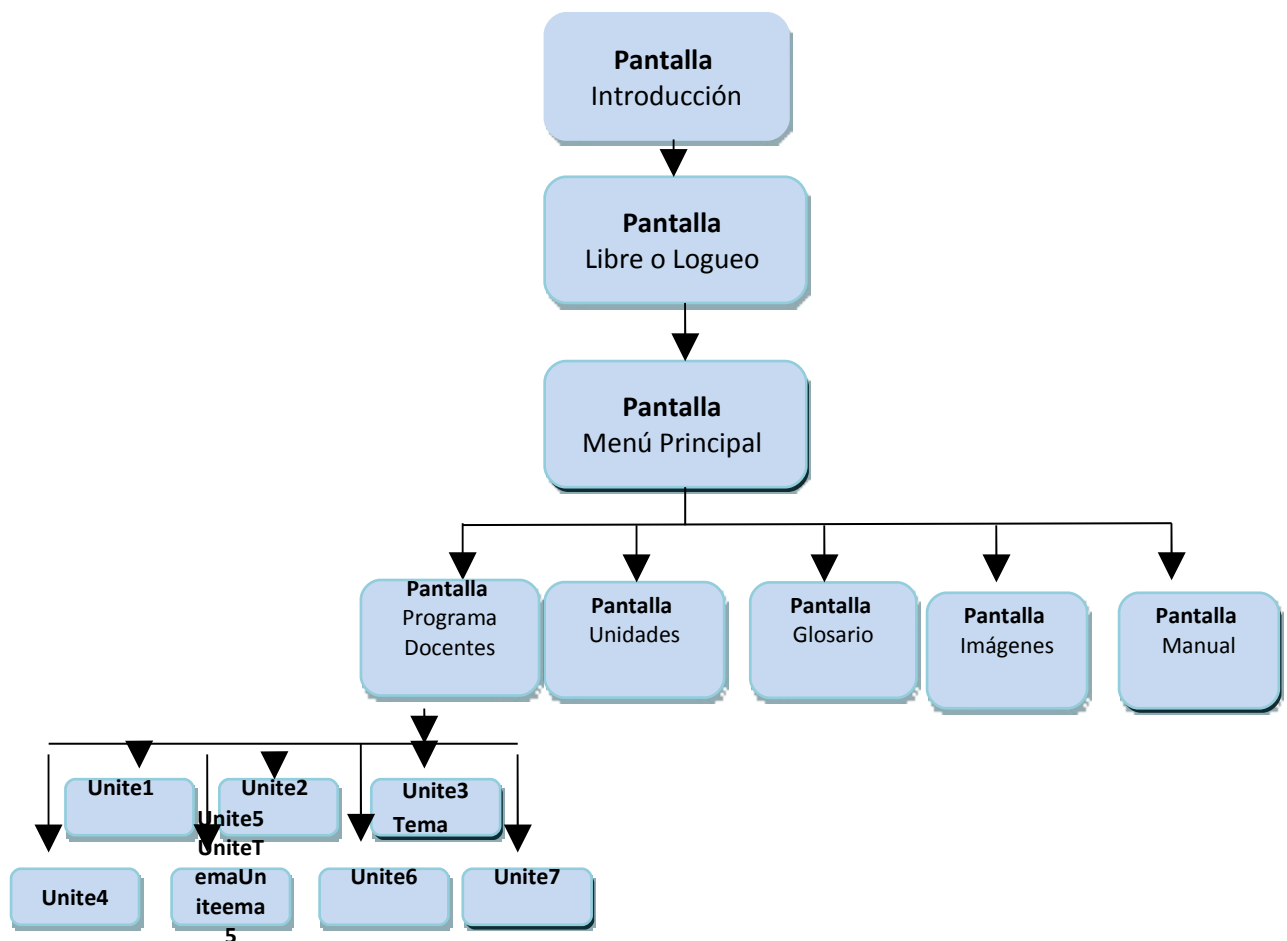 Pantalla
Introducción
Pantalla
Libre o Logueo
Pantalla
Menú Principal
Pantalla
Programa
Docentes
Pantalla
Unidades
Pantalla
Glosario
Pantalla
Imágenes
Pantalla
Manual
Unite1
Unite2
Unite3
Tema
Unite4
Unite5
UniteT
emaUn
iteema
5
Unite6
Unite7